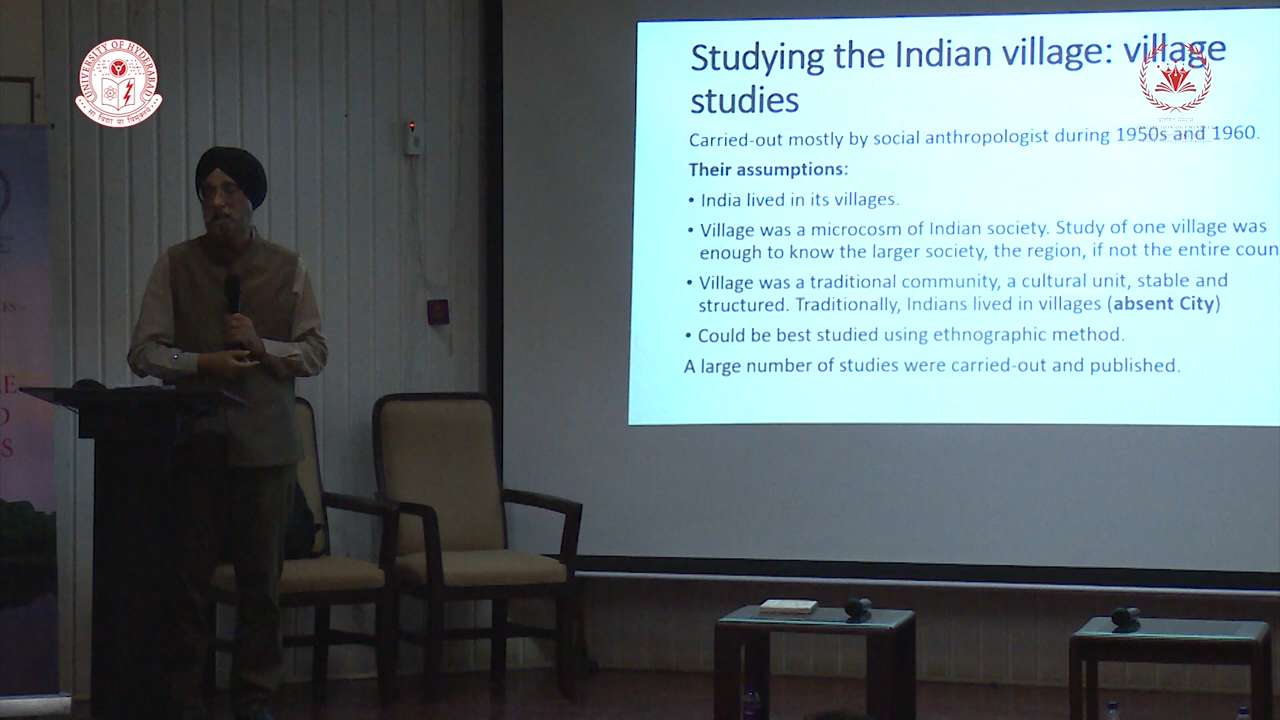 UNIVERSITY OF HYDERABAD
सा विद्या या विमुक्तये
Studying the Indian village: village
studies
Carried-out mostly by social anthropologist during 1950s and 1960.
Their assumptions:
• India lived in its villages.
• Village was a microcosm of Indian society. Study of one village was
enough to know the larger society, the region, if not the entire coun
• Village was a traditional community, a cultural unit, stable and
structured. Traditionally, Indians lived in villages (absent City)
• Could be best studied using ethnographic method.
A large number of studies were carried-out and published.